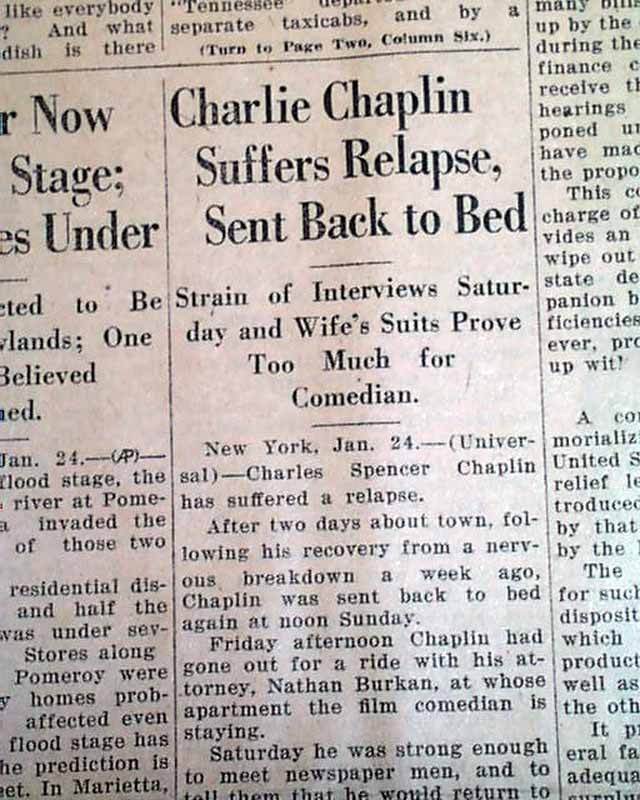 like everybody
? And what
dish is there
"Tennessee
separate taxicabs, and by a
(Turn to Page Two, Column Six.)
r Now
Stage;
es Under
cted to Be
vlands; One
Believed
ned.
Jan. 24.—(AP)—
flood stage, the
river at Pome-
a invaded the
of those two
residential dis-
and half the
was under sev-
Stores along
Pomeroy were
y homes prob-
affected even
flood stage has
he prediction is
eet. In Marietta,
Charlie Chaplin
Suffers Relapse,
Sent Back to Bed
Strain of Interviews Satur-
day and Wife's Suits Prove
Too Much for
Comedian.
New York, Jan. 24.—(Univer-
sal)—Charles Spencer Chaplin
has suffered a relapse.
After two days about town, fol-
lowing his recovery from a nerv-
ous breakdown a week ago,
Chaplin was sent back to bed
again at noon Sunday.
Friday afternoon Chaplin had
gone out for a ride with his at-
torney, Nathan Burkan, at whose
apartment the film comedian is
staying.
Saturday he was strong enough
to meet newspaper men, and to
tell them that he would return to
many
up by the
during the
finance c
receive th
hearings
poned un
have mad
the propo
This co
charge of
vides an
wipe out
state de
panion b
ficiencies
ever, pro
up wit'
A con
morializ
United S
relief le
troduced
by that
by the
The
for such
disposit
which
product
well as
the oth
It p
eral fa
adequa